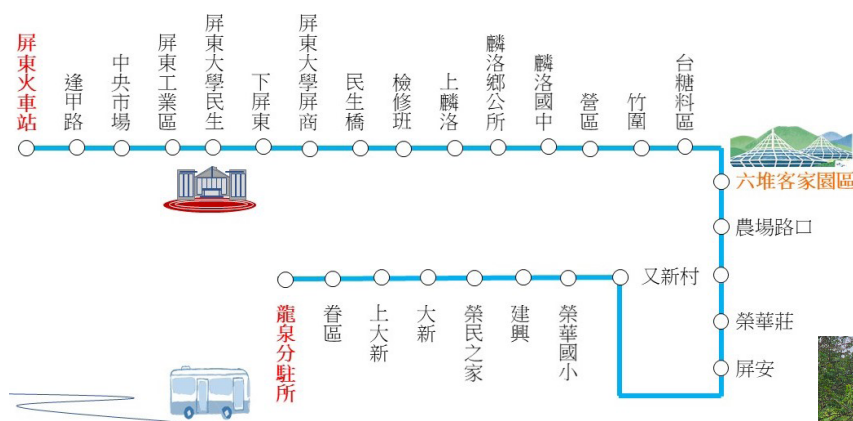 屏東火車站
逢甲路
中央市場
屏東工業區
屏東大學民生
下屏東
屏東大學屏商
民生橋
檢修班
上麟洛
麟洛鄉公所
麟洛國中
營區
竹圍
台糖料區
六堆客家園區
農場路口
又新村
榮華莊
屏安
榮華國小
建興
榮民之家
大新
上大新
眷區
龍泉分駐所